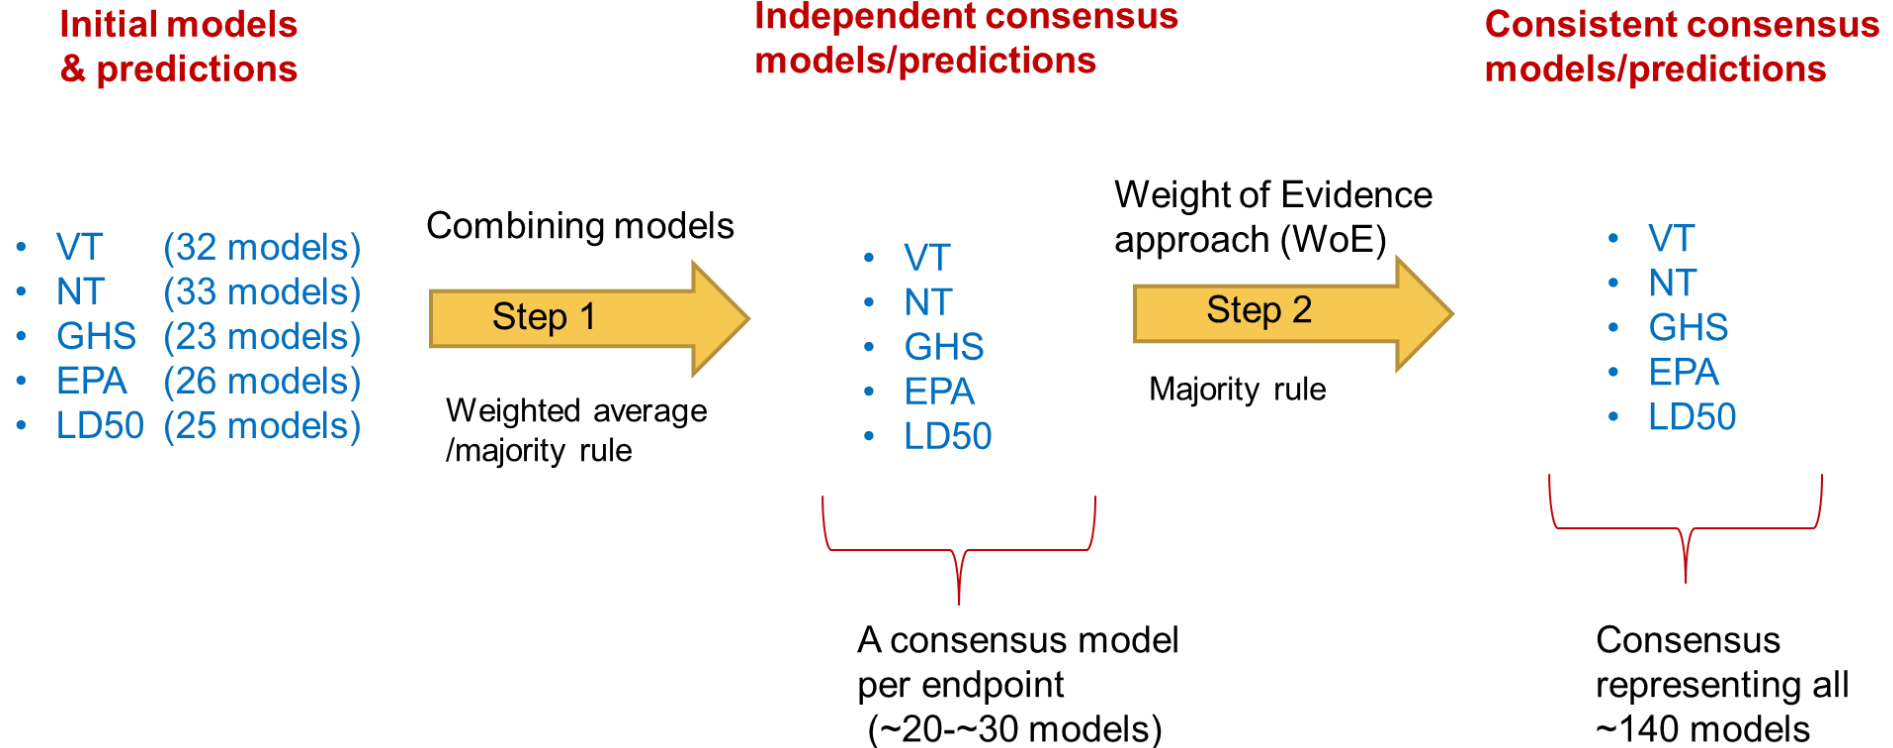 Initial models
& predictions
Independent consensus
models/predictions
Consistent consensus
models/predictions
• VT (32 models)
• NT (33 models)
• GHS (23 models)
• EPA (26 models)
• LD50 (25 models)
Combining models
Step 1
Weighted average
/majority rule
• VT
• NT
• GHS
• EPA
• LD50
A consensus model
per endpoint
(~20-~30 models)
Weight of Evidence
approach (WoE)
Step 2
Majority rule
• VT
• NT
• GHS
• EPA
• LD50
Consensus
representing all
~140 models